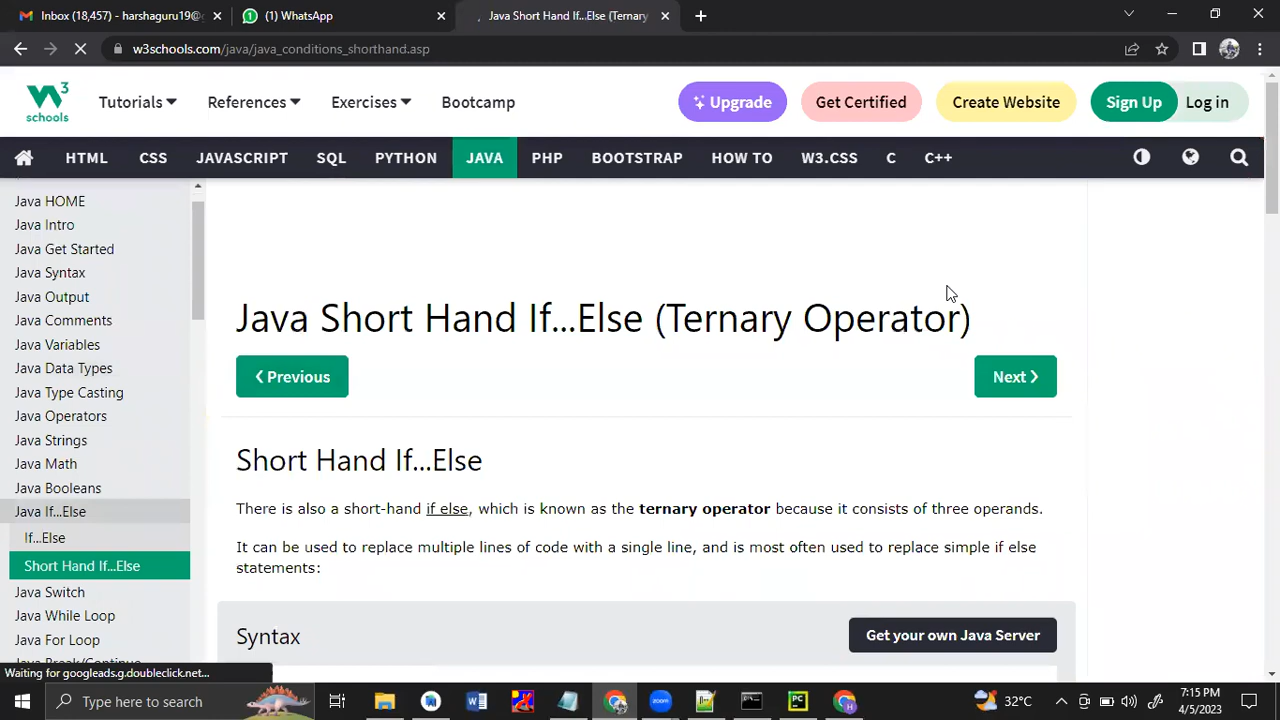 Inbox (18,457) - harshaguru19@
(1) WhatsApp
Java Short Hand If...Else (Ternary
w3schools.com/java/java_conditions_shorthand.asp
w3 schools
Tutorials
References
Exercises
Bootcamp
Upgrade
Get Certified
Create Website
Sign Up
Log in
HTML
CSS
JAVASCRIPT
SQL
PYTHON
JAVA
PHP
BOOTSTRAP
HOW TO
W3.CSS
C
C++
Java HOME
Java Intro
Java Get Started
Java Syntax
Java Output
Java Comments
Java Variables
Java Data Types
Java Type Casting
Java Operators
Java Strings
Java Math
Java Booleans
Java If...Else
If...Else
Short Hand If...Else
Java Switch
Java While Loop
Java For Loop
Java Break/Continue
Java Short Hand If...Else (Ternary Operator)
❮ Previous
Next ❯
Short Hand If...Else
There is also a short-hand if else, which is known as the ternary operator because it consists of three operands.
It can be used to replace multiple lines of code with a single line, and is most often used to replace simple if else
statements:
Syntax
Get your own Java Server
Waiting for googleads.g.doubleclick.net...
Type here to search
W
zoom
PC
H
32°C
7:15 PM
4/5/2023